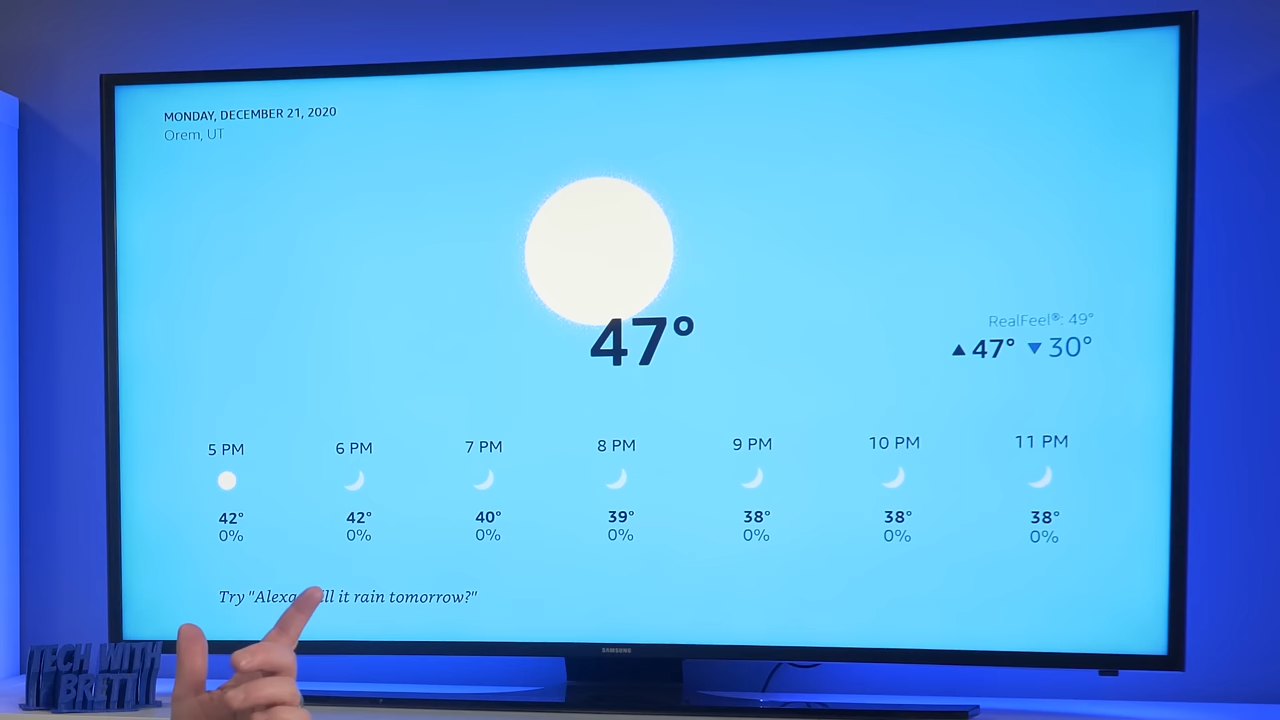 MONDAY, DECEMBER 21, 2020
Orem, UT
47°
RealFeel®: 49°
▲47° ▼30°
5 PM 6 PM 7 PM 8 PM 9 PM 10 PM 11 PM
42° 42° 40° 39° 38° 38° 38°
0% 0% 0% 0% 0% 0% 0%
Try "Alexa ll it rain tomorrow?"
SAMSUNG
TECH WITH
BRETT